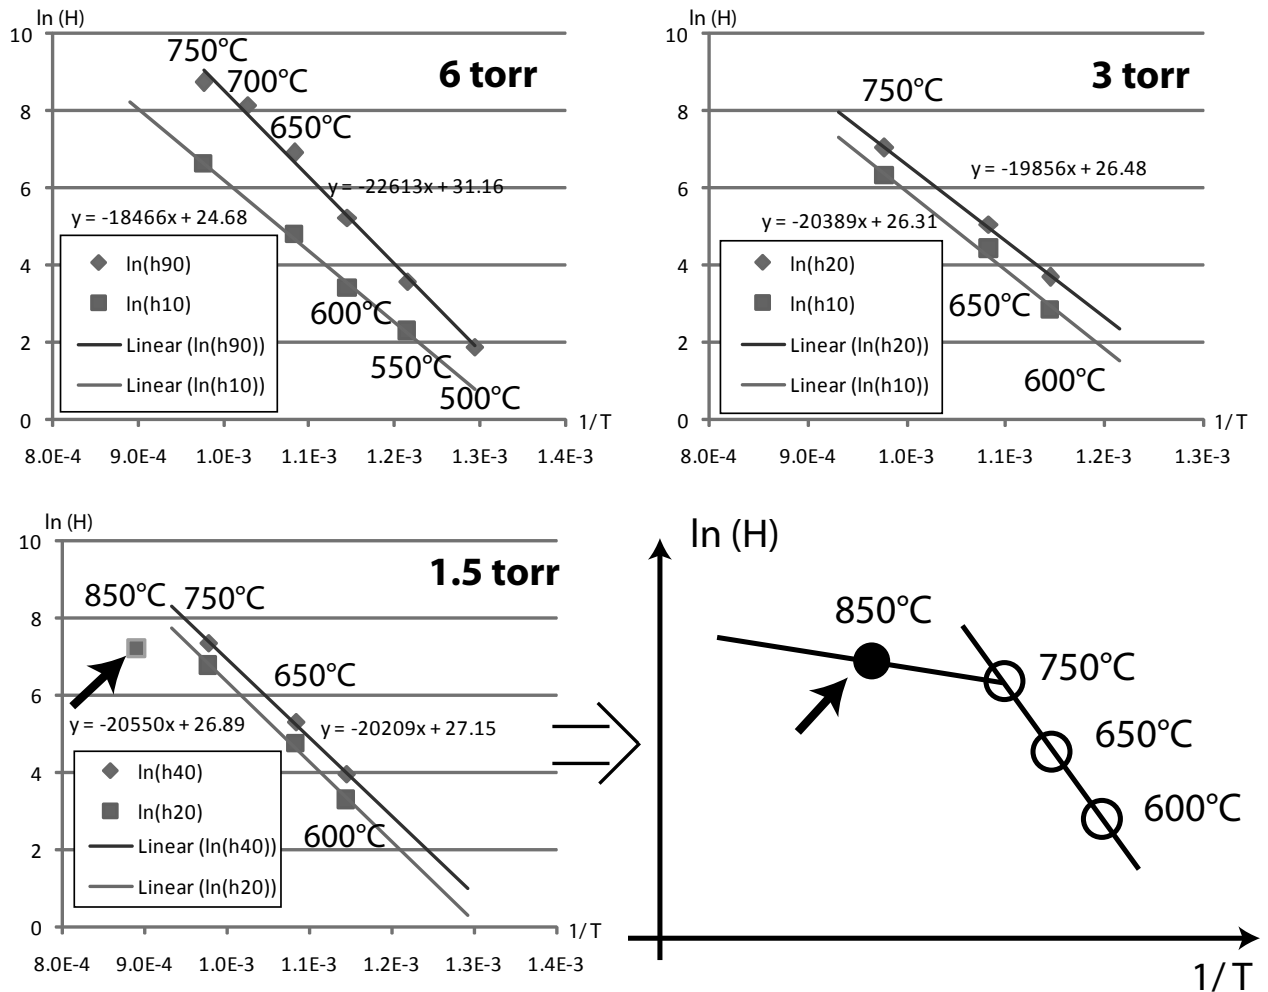 ln (H)
10
8
6
4
2
0
750°C
700°C
650°C
6 torr
y = -22613x + 31.16
y = -18466x + 24.68
ln(h90)
ln(h10)
Linear (ln(h90))
Linear (ln(h10))
600°C
550°C
500°C
1/ T
8.0E-4 9.0E-4 1.0E-3 1.1E-3 1.2E-3 1.3E-3 1.4E-3
ln (H)
10
8
6
4
2
0
750°C
3 torr
y = -19856x + 26.48
y = -20389x + 26.31
ln(h20)
ln(h10)
Linear (ln(h20))
Linear (ln(h10))
650°C
600°C
1/ T
8.0E-4 9.0E-4 1.0E-3 1.1E-3 1.2E-3 1.3E-3
ln (H)
10
8
6
4
2
0
1.5 torr
850°C
750°C
650°C
y = -20550x + 26.89
y = -20209x + 27.15
ln(h40)
ln(h20)
Linear (ln(h40))
Linear (ln(h20))
600°C
1/ T
8.0E-4 9.0E-4 1.0E-3 1.1E-3 1.2E-3 1.3E-3 1.4E-3
ln (H)
850°C
750°C
650°C
600°C
1/ T